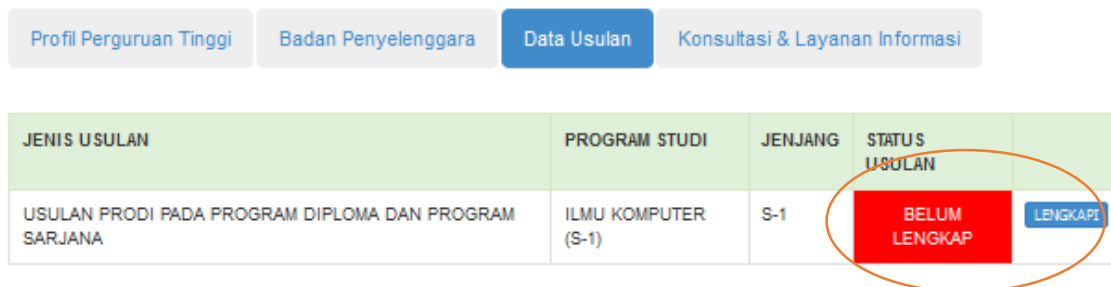 Profil Perguruan Tinggi Badan Penyelenggara Data Usulan Konsultasi & Layanan Informasi
JENIS USULAN PROGRAM STUDI JENJANG STATUS
USULAN
USULAN PRODI PADA PROGRAM DIPLOMA DAN PROGRAM ILMU KOMPUTER S-1 BELUM LENGKAPI
SARJANA (S-1) LENGKAP